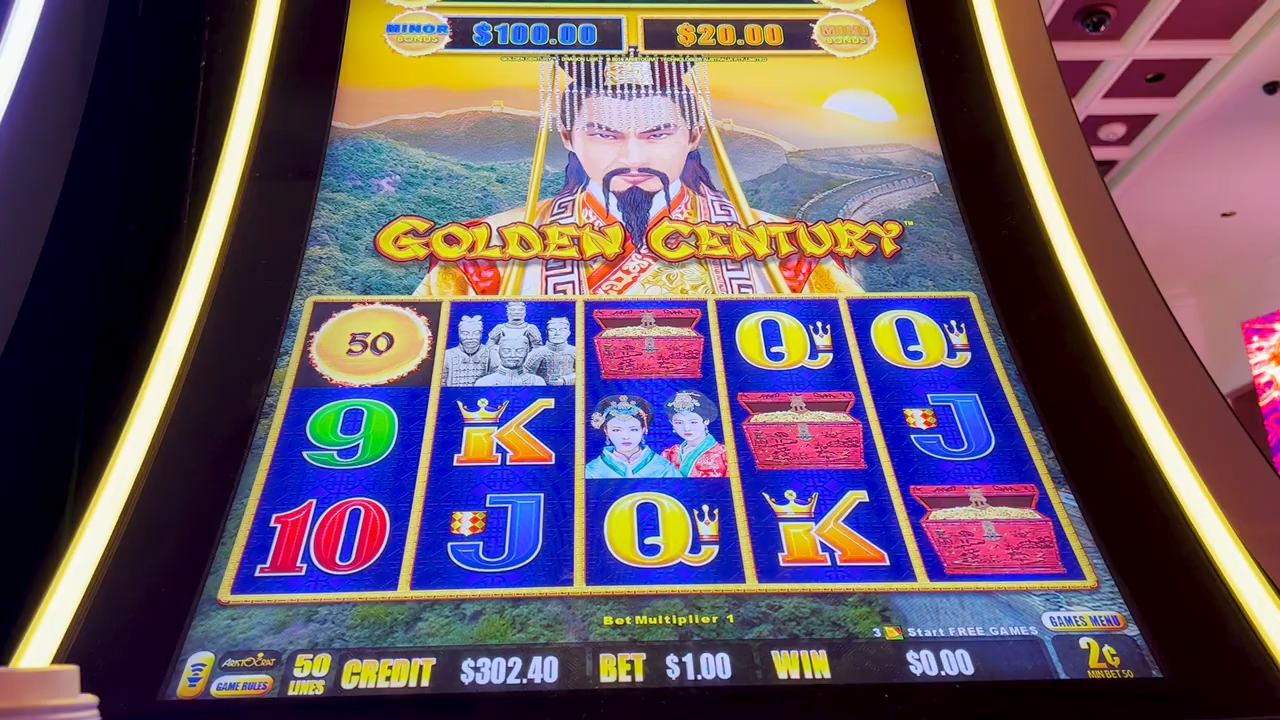 MINOR BONUS $100.00 $20.00 MINI BONUS
GOLDEN CENTURY
50 Q Q
9 K J
10 J Q K
Bet Multiplier 1
3 Start FREE GAMES
GAMES MENU
ARISTOCRAT
GAME RULES
50 LINES
CREDIT $302.40 BET $1.00 WIN $0.00
2¢
MIN BET 50